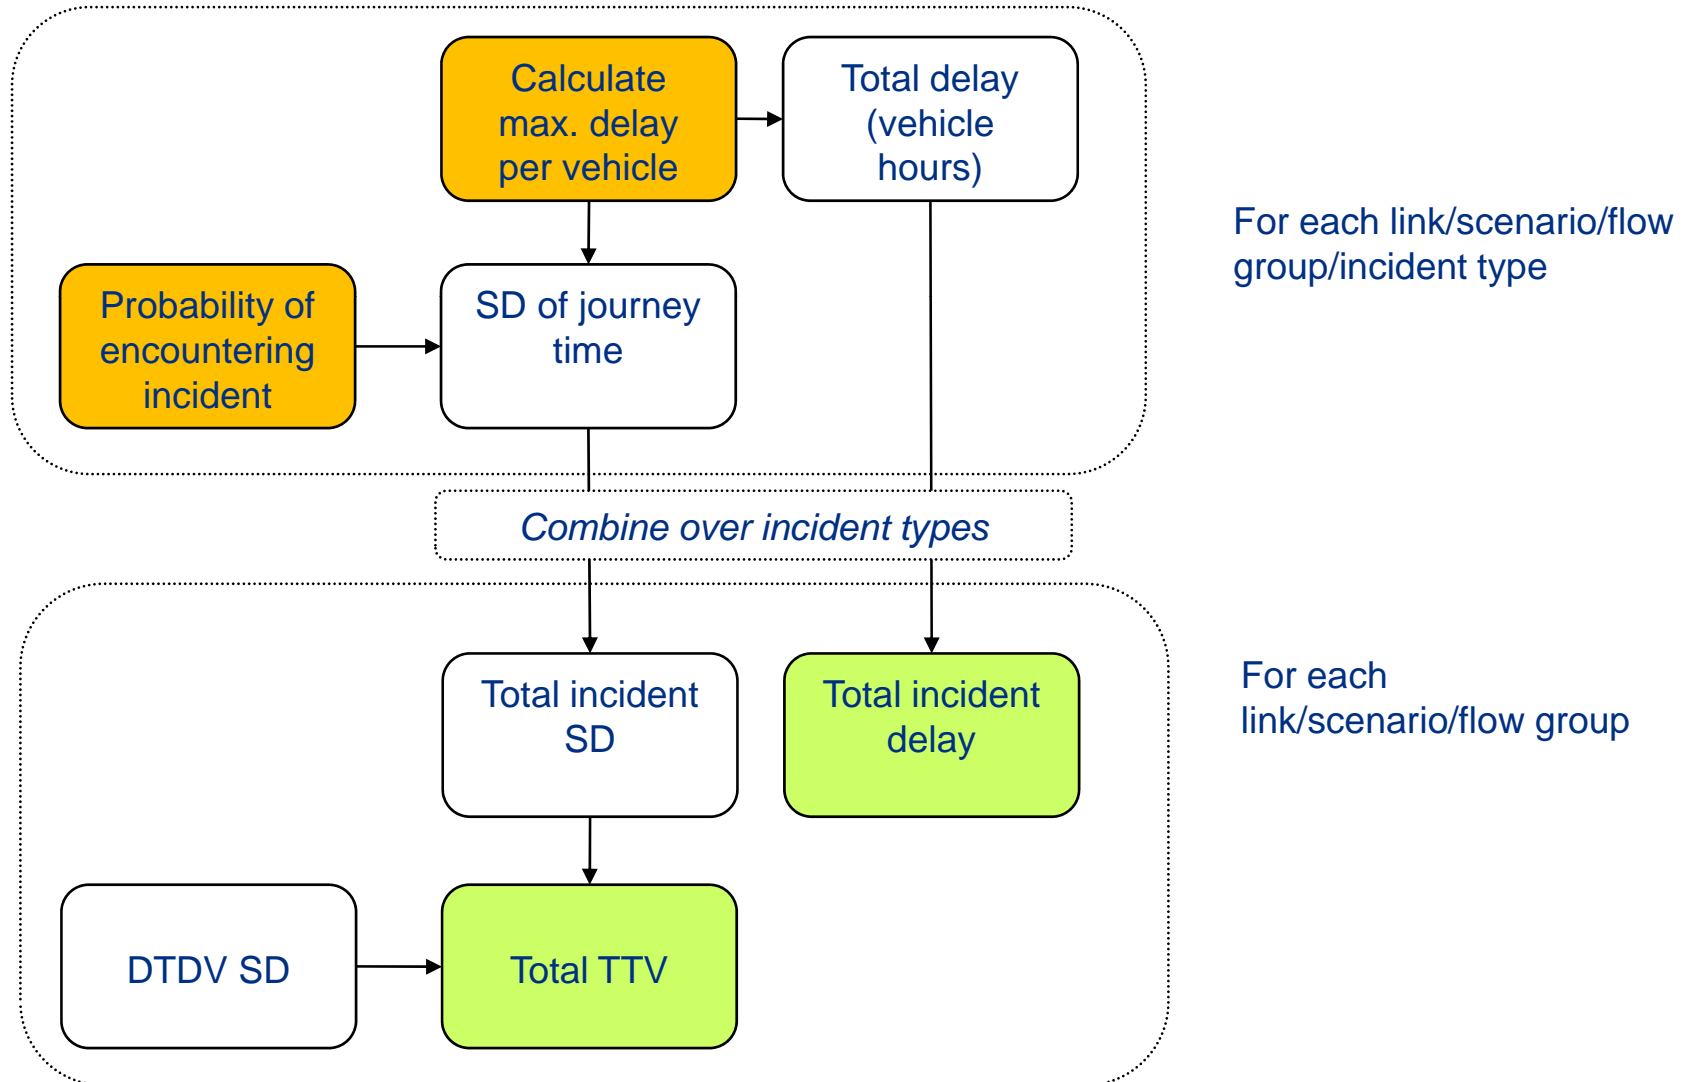 Calculate
max. delay
per vehicle
Total delay
(vehicle
hours)
For each link/scenario/flow
group/incident type
Probability of
encountering
incident
SD of journey
time
Combine over incident types
Total incident
SD
Total incident
delay
For each
link/scenario/flow group
DTDV SD
Total TTV